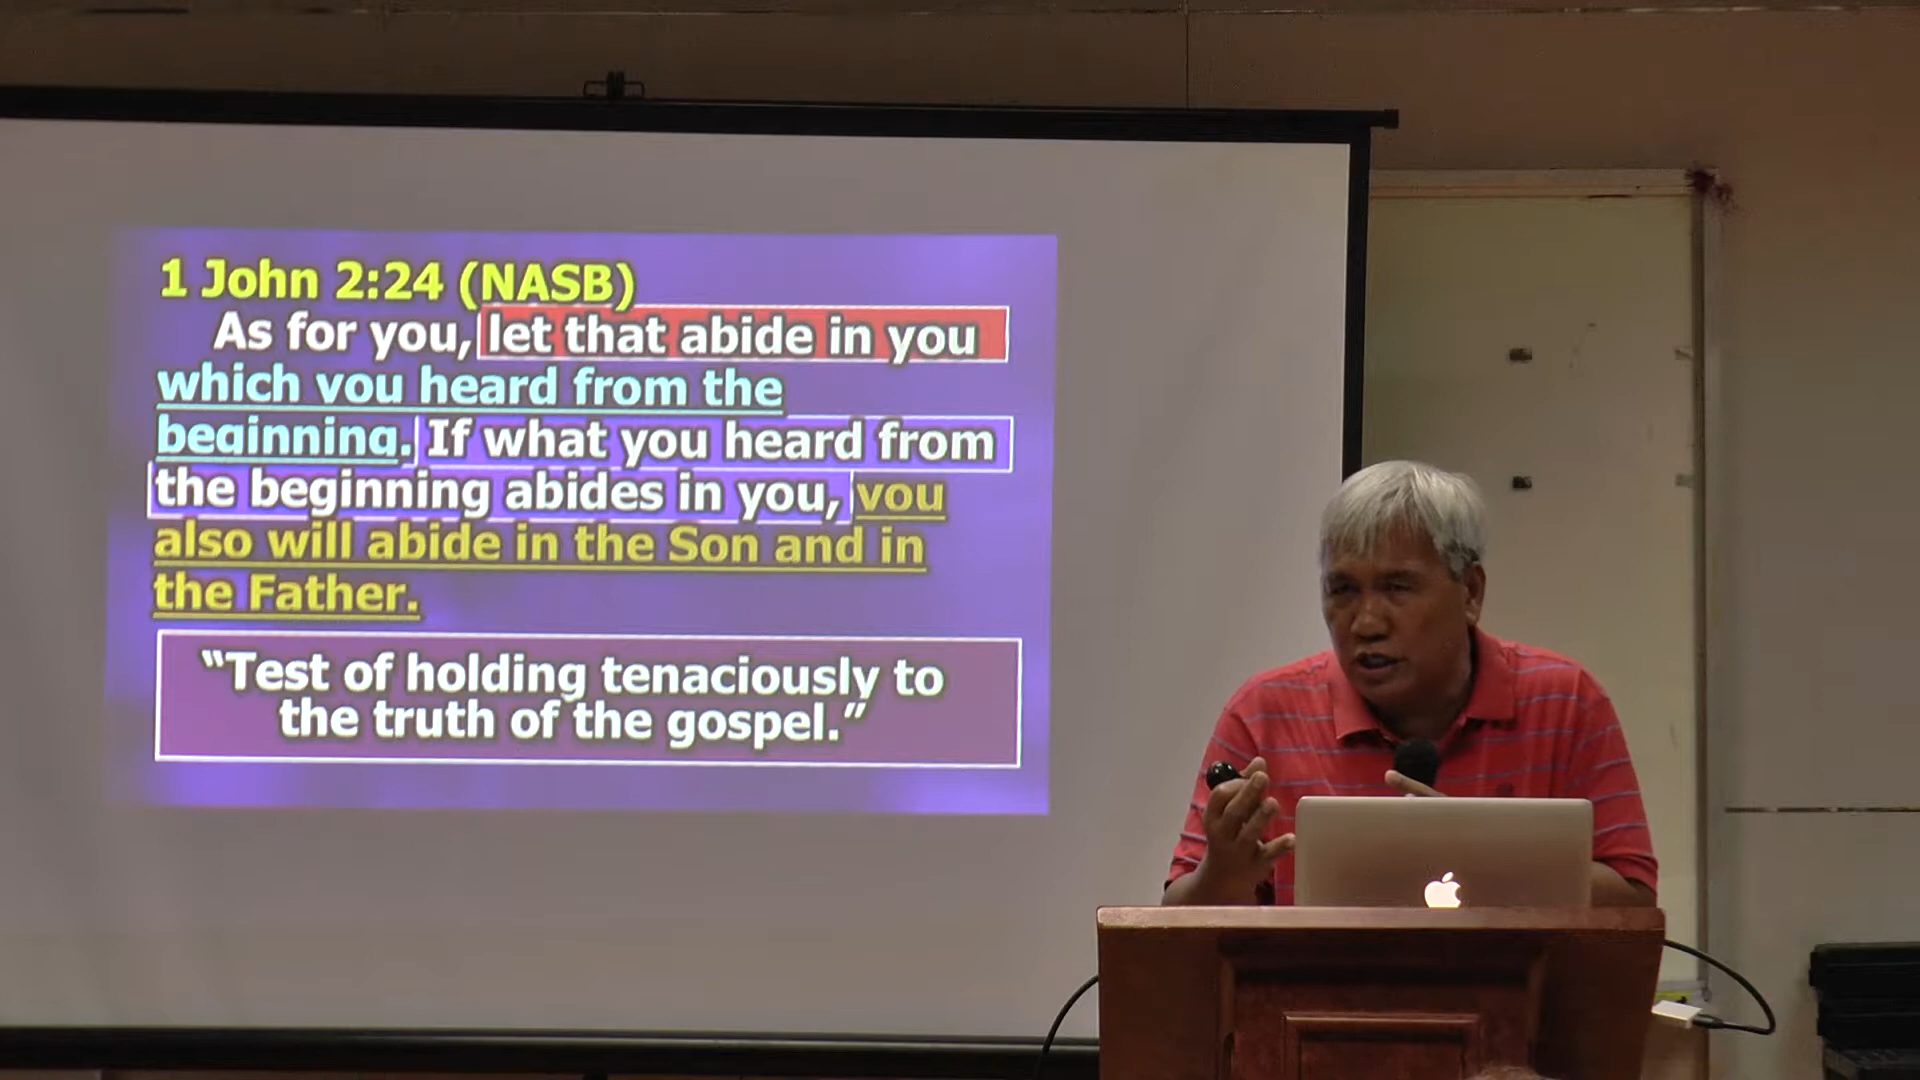 1 John 2:24 (NASB)
As for you, let that abide in you
which you heard from the
beginning. If what you heard from
the beginning abides in you, you
also will abide in the Son and in
the Father.
“Test of holding tenaciously to
the truth of the gospel.”